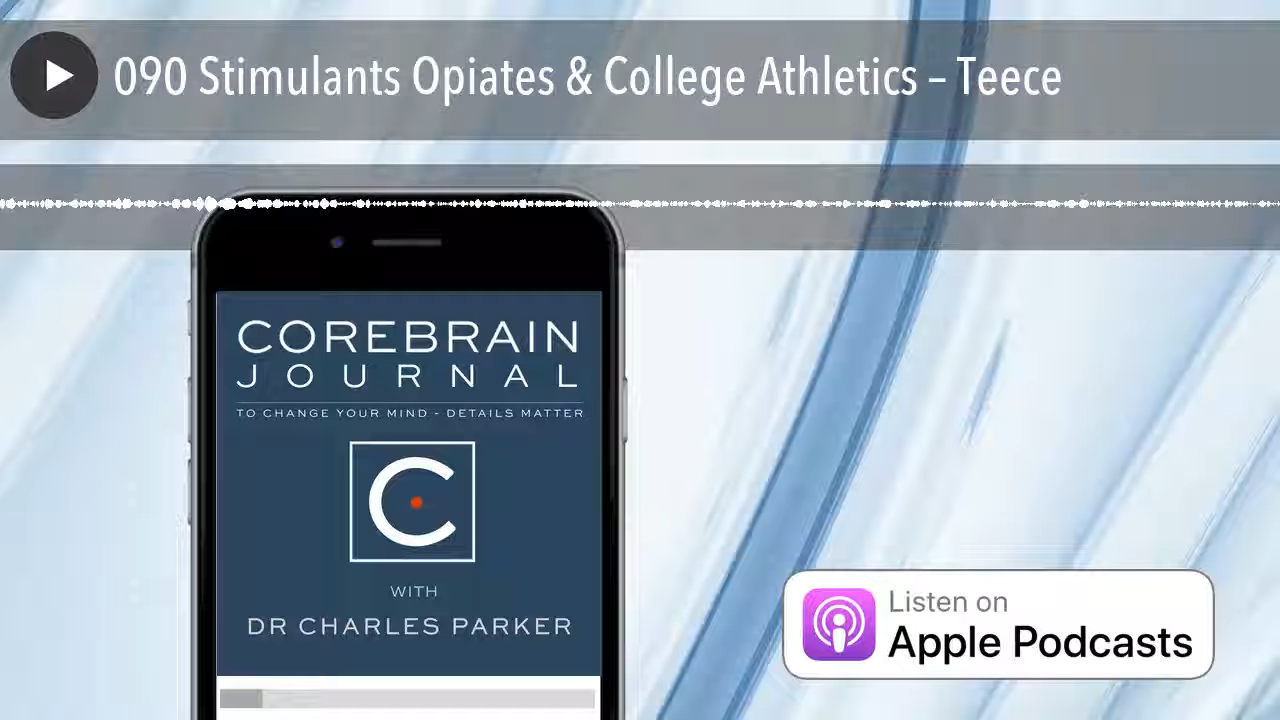 090 Stimulants Opiates & College Athletics – Teece
COREBRAIN
JOURNAL
TO CHANGE YOUR MIND - DETAILS MATTER
C
WITH
DR CHARLES PARKER
Listen on
Apple Podcasts